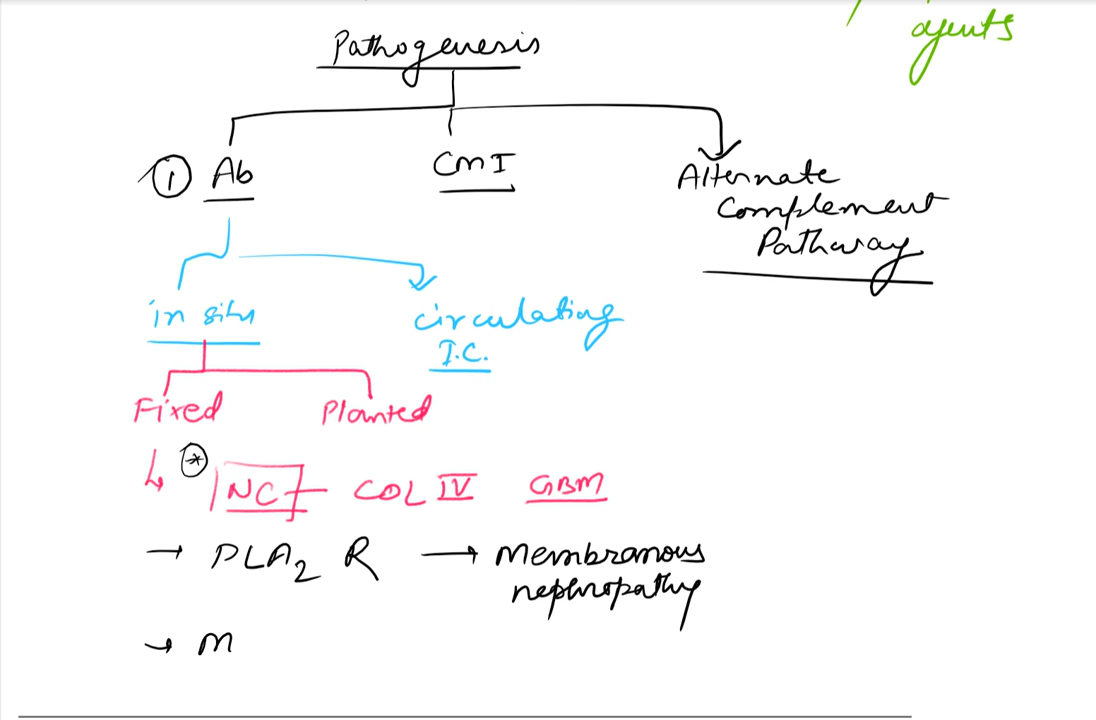 agents
Pathogenesis
① Ab
CMI
Alternate
Complement
Pathway
in situ
circulating
I.C.
Fixed
Planted
↳ * NC1 COL IV GBM
→ PLA2 R → Membranous
nephropathy
→ m